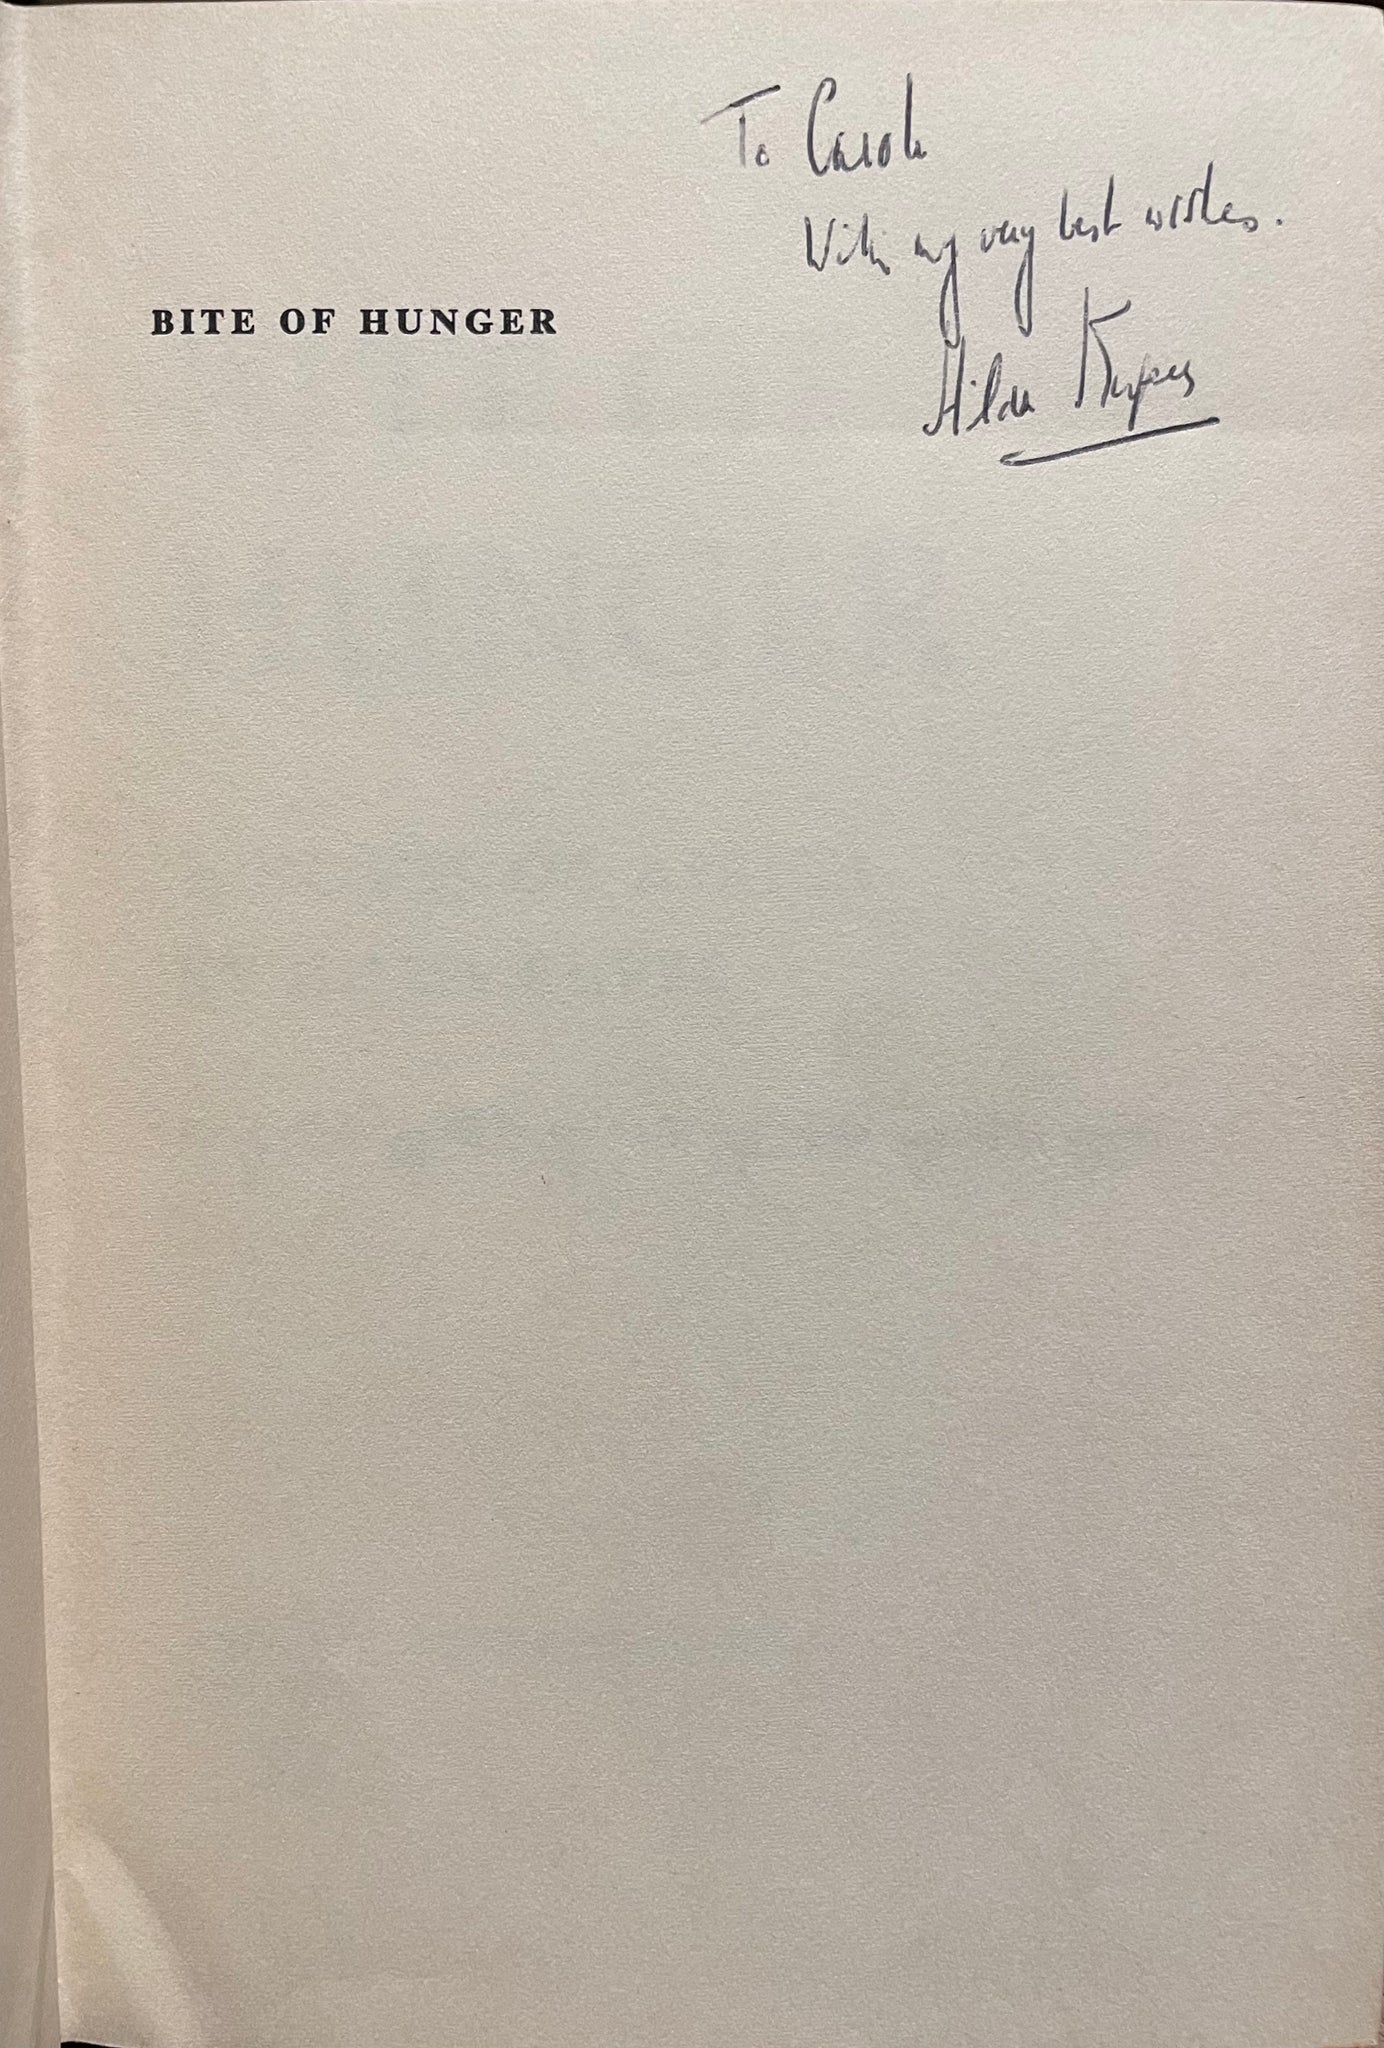 To Carole
With my very best wishes.
Hilda Kuper
BITE OF HUNGER